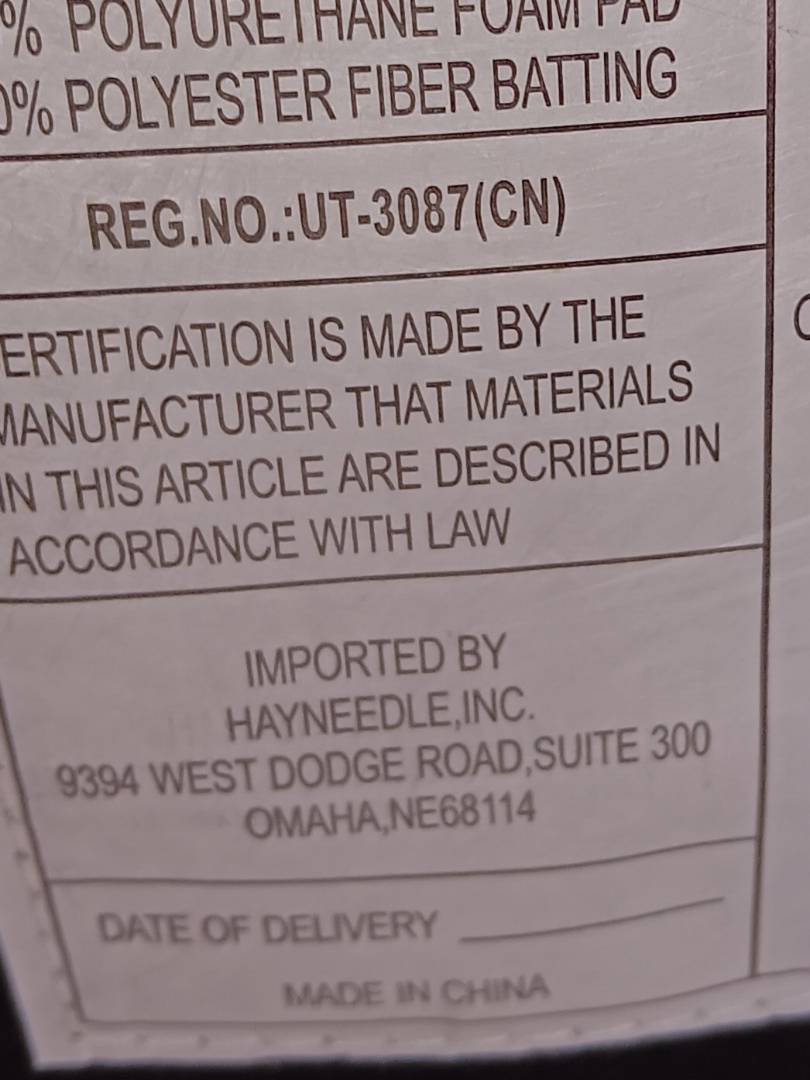 % POLYURETHANE FOAM PAD
0% POLYESTER FIBER BATTING
REG.NO.:UT-3087(CN)
ERTIFICATION IS MADE BY THE
MANUFACTURER THAT MATERIALS
IN THIS ARTICLE ARE DESCRIBED IN
ACCORDANCE WITH LAW
IMPORTED BY
HAYNEEDLE,INC.
9394 WEST DODGE ROAD,SUITE 300
OMAHA,NE68114
DATE OF DELIVERY
MADE IN CHINA